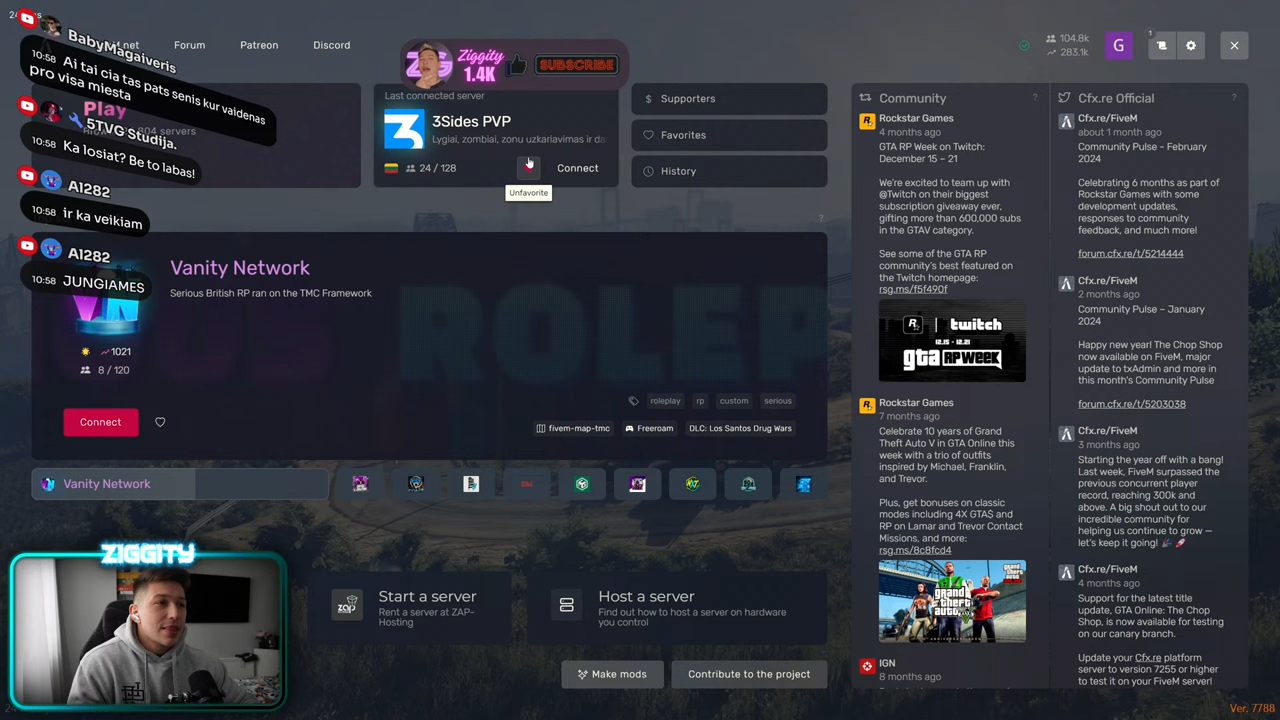 Forum
Patreon
Discord
Ziggity
1.4K
SUBSCRIBE
104.8k
283.1k
1
G
BabyMagaiveris
10:58 Ai tai cia tas pats senis kur vaidenas
pro visa miesta
Play
servers
5TVG Studija.
10:58 Ka losiat? Be to labas!
A1282
10:58 ir ka veikiam
A1282
10:58 JUNGIAMES
Last connected server
3Sides PVP
Lygiai, zombiai, zonu uzkariavimas ir da
24 / 128
Connect
Unfavorite
Supporters
Favorites
History
?
Vanity Network
Serious British RP ran on the TMC Framework
1021
8 / 120
Connect
roleplay
rp
custom
serious
fivem-map-tmc
Freeroam
DLC: Los Santos Drug Wars
Vanity Network
ZIGGITY
ZAP
Start a server
Rent a server at ZAP-
Hosting
Host a server
Find out how to host a server on hardware
you control
Make mods
Contribute to the project
Community
?
Rockstar Games
4 months ago
GTA RP Week on Twitch:
December 15 – 21
We're excited to team up with
@Twitch on their biggest
subscription giveaway ever,
gifting more than 600,000 subs
in the GTAV category.
See some of the GTA RP
community's best featured on
the Twitch homepage:
rsg.ms/f5f490f
twitch
12.15 - 12.21
gta RP WEEK
Rockstar Games
7 months ago
Celebrate 10 years of Grand
Theft Auto V in GTA Online this
week with a trio of outfits
inspired by Michael, Franklin,
and Trevor.
Plus, get bonuses on classic
modes including 4X GTA$ and
RP on Lamar and Trevor Contact
Missions, and more:
rsg.ms/8c8fcd4
IGN
8 months ago
Cfx.re Official
?
Cfx.re/FiveM
about 1 month ago
Community Pulse – February
2024
Celebrating 6 months as part of
Rockstar Games with some
development updates,
responses to community
feedback, and much more!
forum.cfx.re/t/5214444
Cfx.re/FiveM
2 months ago
Community Pulse – January
2024
Happy new year! The Chop Shop
now available on FiveM, major
update to txAdmin and more in
this month's Community Pulse
forum.cfx.re/t/5203038
Cfx.re/FiveM
3 months ago
Starting the year off with a bang!
Last week, FiveM surpassed the
previous concurrent player
record, reaching 300k and
above. A big shout out to our
incredible community for
helping us continue to grow —
let's keep it going!
Cfx.re/FiveM
4 months ago
Support for the latest title
update, GTA Online: The Chop
Shop, is now available for testing
on our canary branch.
Update your Cfx.re platform
server to version 7255 or higher
to test it on your FiveM server!
Ver. 7788